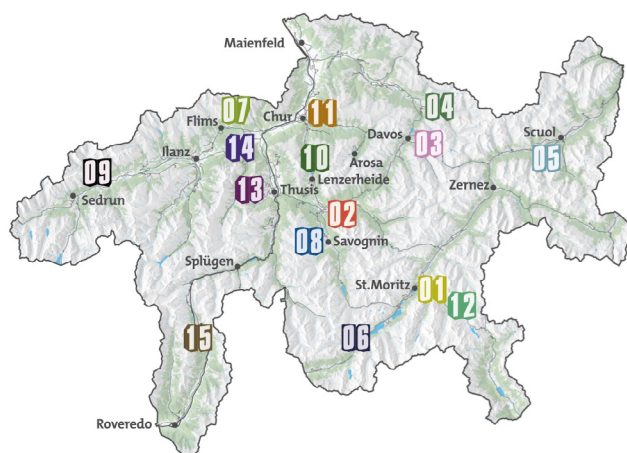 Maienfeld
07
Flims
Chur
11
04
Davos
03
Scuol
05
14
Ilanz
10
Arosa
09
Lenzerheide
13
Thusis
Zernez
Sedrun
02
08
Savognin
Splügen
St.Moritz
01
12
15
06
Roveredo